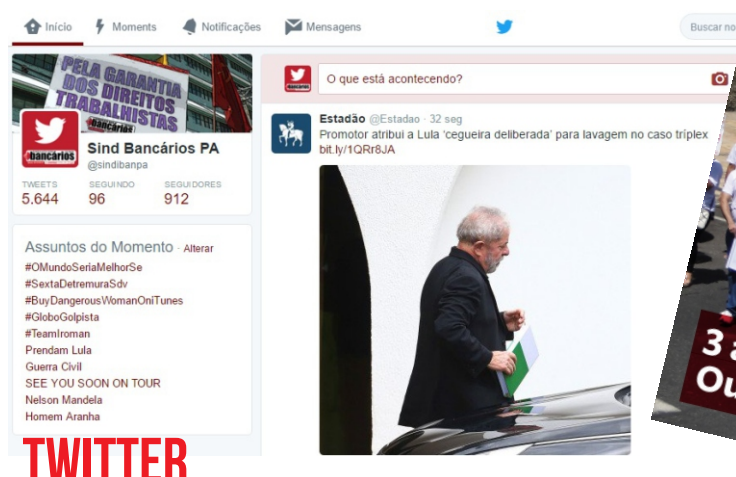 Início Moments Notificações Mensagens
Buscar no
PELA GARANTIA
DOS DIREITOS
TRABALHISTAS
bancários
bancários
Sind Bancários PA
@sindibanpa
TWEETS SEGUINDO SEGUIDORES
5.644 96 912
Assuntos do Momento · Alterar
#OMundoSeriaMelhorSe
#SextaDetremuraSdv
#BuyDangerousWomanOniTunes
#GloboGolpista
#TeamIroman
Prendam Lula
Guerra Civil
SEE YOU SOON ON TOUR
Nelson Mandela
Homem Aranha
bancários
O que está acontecendo?
Estadão @Estadao · 32 seg
Promotor atribui a Lula 'cegueira deliberada' para lavagem no caso tríplex
bit.ly/1QRr8JA
3 a
Ou
TWITTER